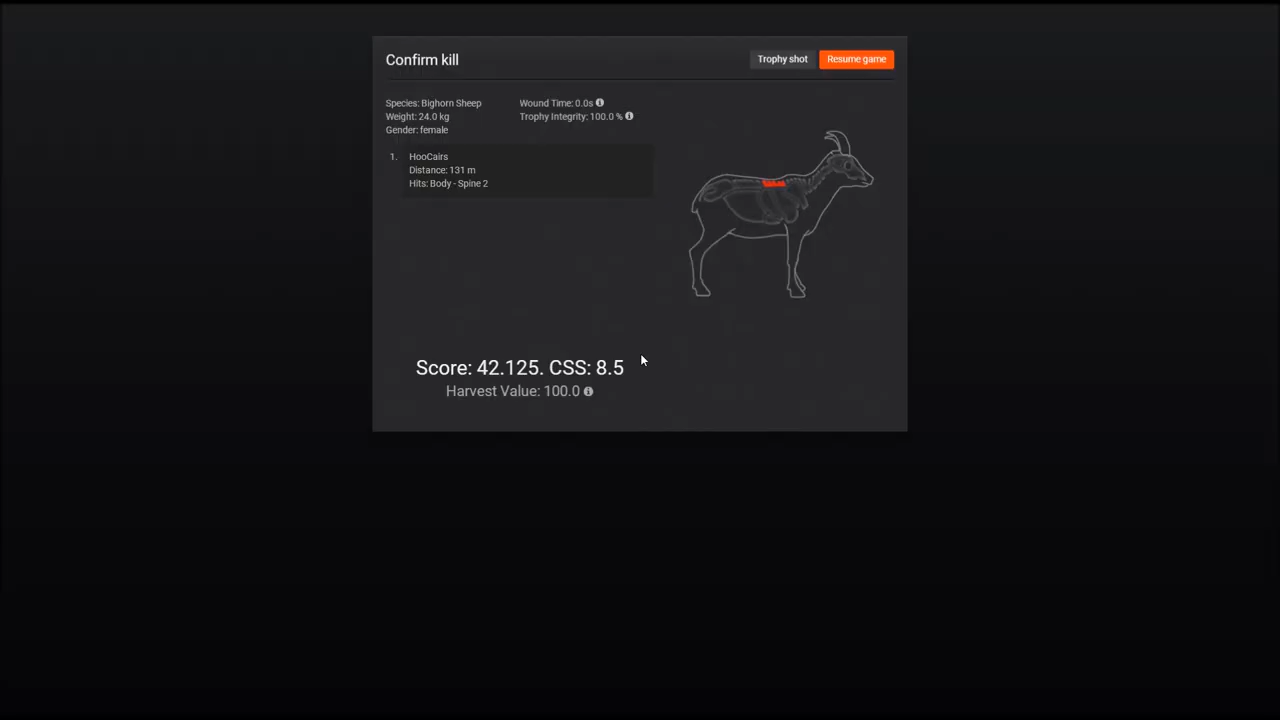 Confirm kill
Trophy shot
Resume game
Species: Bighorn Sheep
Weight: 24.0 kg
Gender: female
Wound Time: 0.0s
Trophy Integrity: 100.0 %
1.
HooCairs
Distance: 131 m
Hits: Body - Spine 2
Score: 42.125. CSS: 8.5
Harvest Value: 100.0